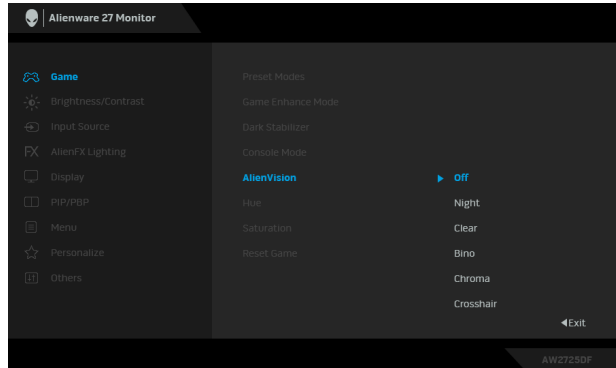 Alienware 27 Monitor
Game
Brightness/Contrast
Input Source
FX AlienFX Lighting
Display
PIP/PBP
Menu
Personalize
Others
Preset Modes
Game Enhance Mode
Dark Stabilizer
Console Mode
AlienVision
Hue
Saturation
Reset Game
Off
Night
Clear
Bino
Chroma
Crosshair
Exit
AW2725DF